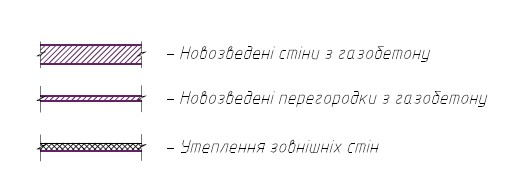 – Новозведені стіни з газобетону
– Новозведені перегородки з газобетону
– Утеплення зовнішніх стін